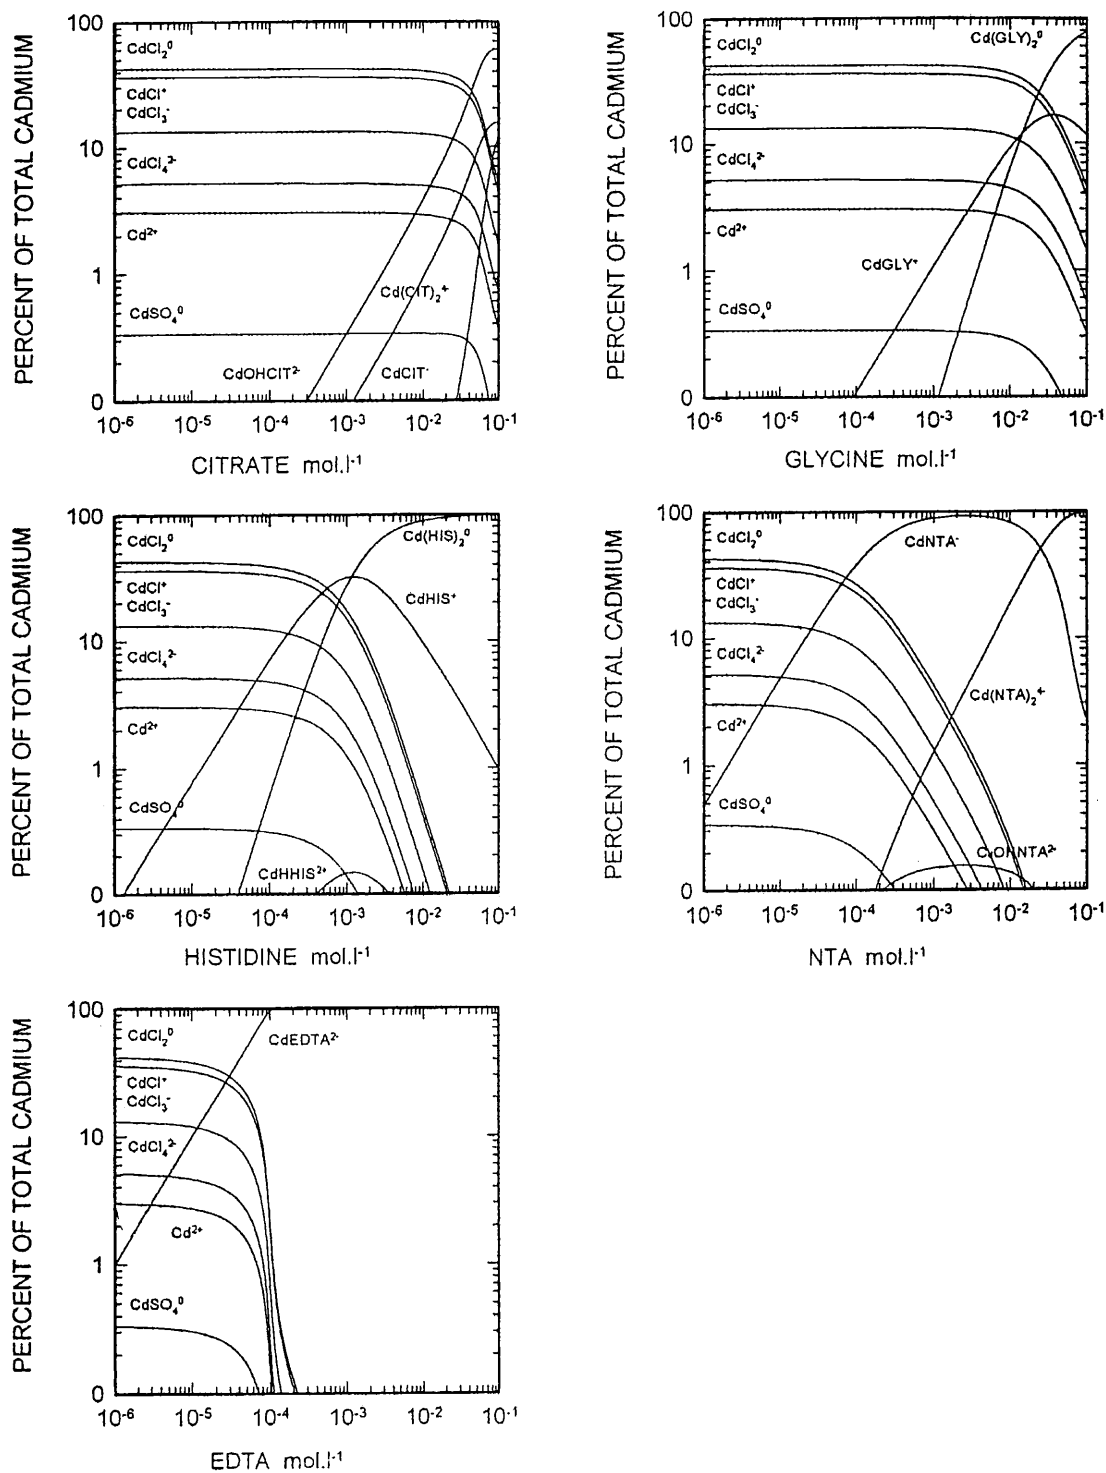 PERCENT OF TOTAL CADMIUM
100
10
1
0
CdCl₂⁰
CdCl⁺
CdCl₃⁻
CdCl₄²⁻
Cd²⁺
CdSO₄⁰
Cd(CIT)₂⁴⁻
CdOHCIT²⁻
CdCIT⁻
10⁻⁶ 10⁻⁵ 10⁻⁴ 10⁻³ 10⁻² 10⁻¹
CITRATE mol.l⁻¹
PERCENT OF TOTAL CADMIUM
100
10
1
0
Cd(GLY)₂⁰
CdCl₂⁰
CdCl⁺
CdCl₃⁻
CdCl₄²⁻
Cd²⁺
CdGLY⁺
CdSO₄⁰
10⁻⁶ 10⁻⁵ 10⁻⁴ 10⁻³ 10⁻² 10⁻¹
GLYCINE mol.l⁻¹
PERCENT OF TOTAL CADMIUM
100
10
1
0
Cd(HIS)₂⁰
CdCl₂⁰
CdCl⁺
CdHIS⁺
CdCl₃⁻
CdCl₄²⁻
Cd²⁺
CdSO₄⁰
CdHHIS²⁺
10⁻⁶ 10⁻⁵ 10⁻⁴ 10⁻³ 10⁻² 10⁻¹
HISTIDINE mol.l⁻¹
PERCENT OF TOTAL CADMIUM
100
10
1
0
CdCl₂⁰
CdNTA⁻
CdCl⁺
CdCl₃⁻
CdCl₄²⁻
Cd(NTA)₂⁴⁻
Cd²⁺
CdSO₄⁰
CdOHNTA²⁻
10⁻⁶ 10⁻⁵ 10⁻⁴ 10⁻³ 10⁻² 10⁻¹
NTA mol.l⁻¹
PERCENT OF TOTAL CADMIUM
100
10
1
0
CdCl₂⁰
CdEDTA²⁻
CdCl⁺
CdCl₃⁻
CdCl₄²⁻
Cd²⁺
CdSO₄⁰
10⁻⁶ 10⁻⁵ 10⁻⁴ 10⁻³ 10⁻² 10⁻¹
EDTA mol.l⁻¹